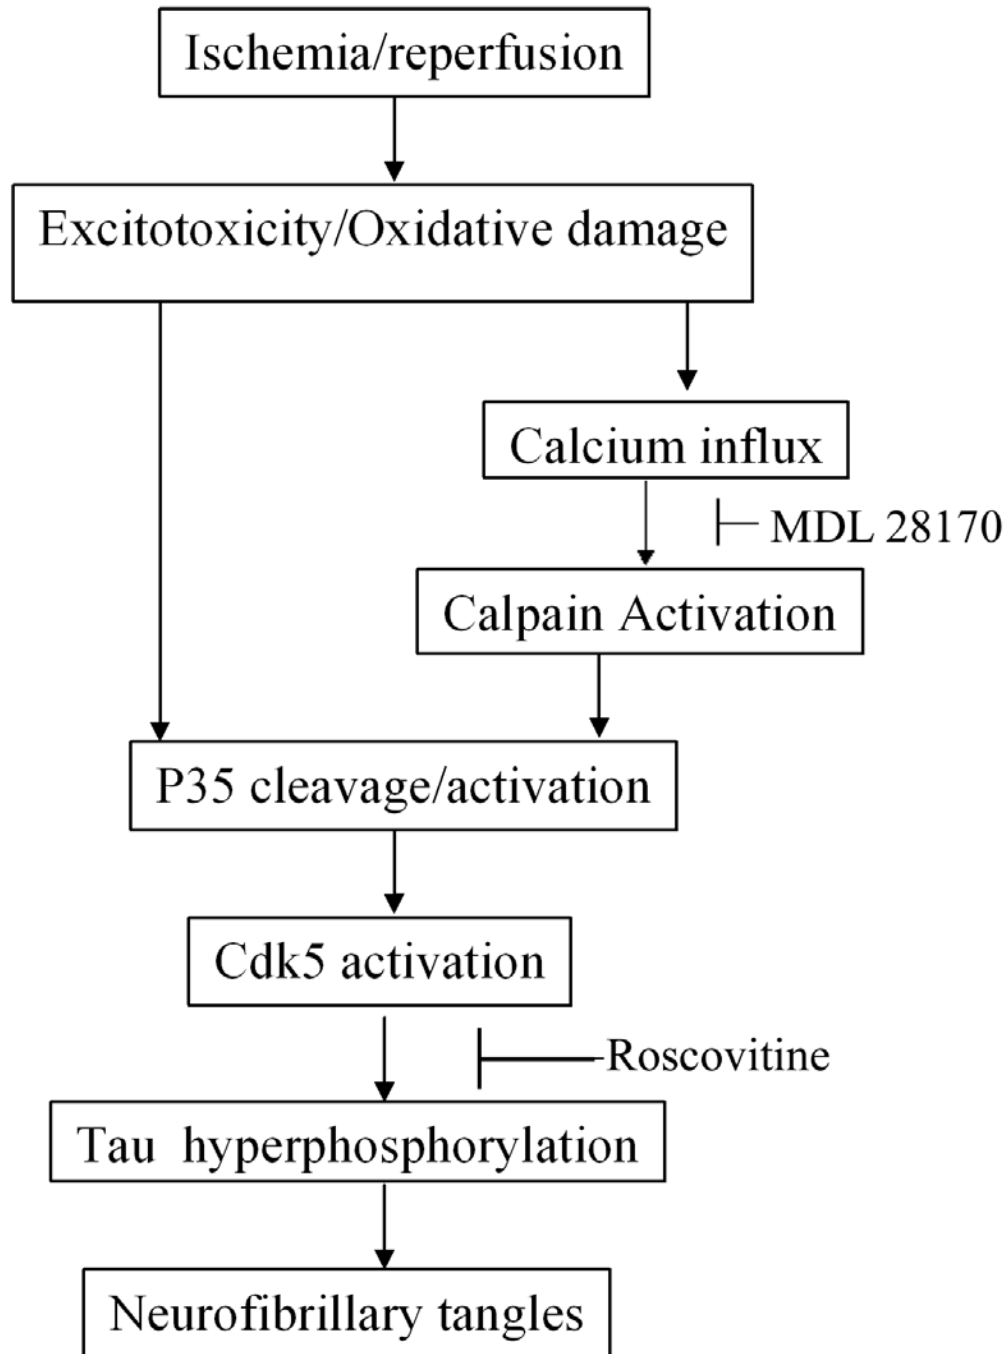 Ischemia/reperfusion
Excitotoxicity/Oxidative damage
Calcium influx
MDL 28170
Calpain Activation
P35 cleavage/activation
Cdk5 activation
Roscovitine
Tau hyperphosphorylation
Neurofibrillary tangles